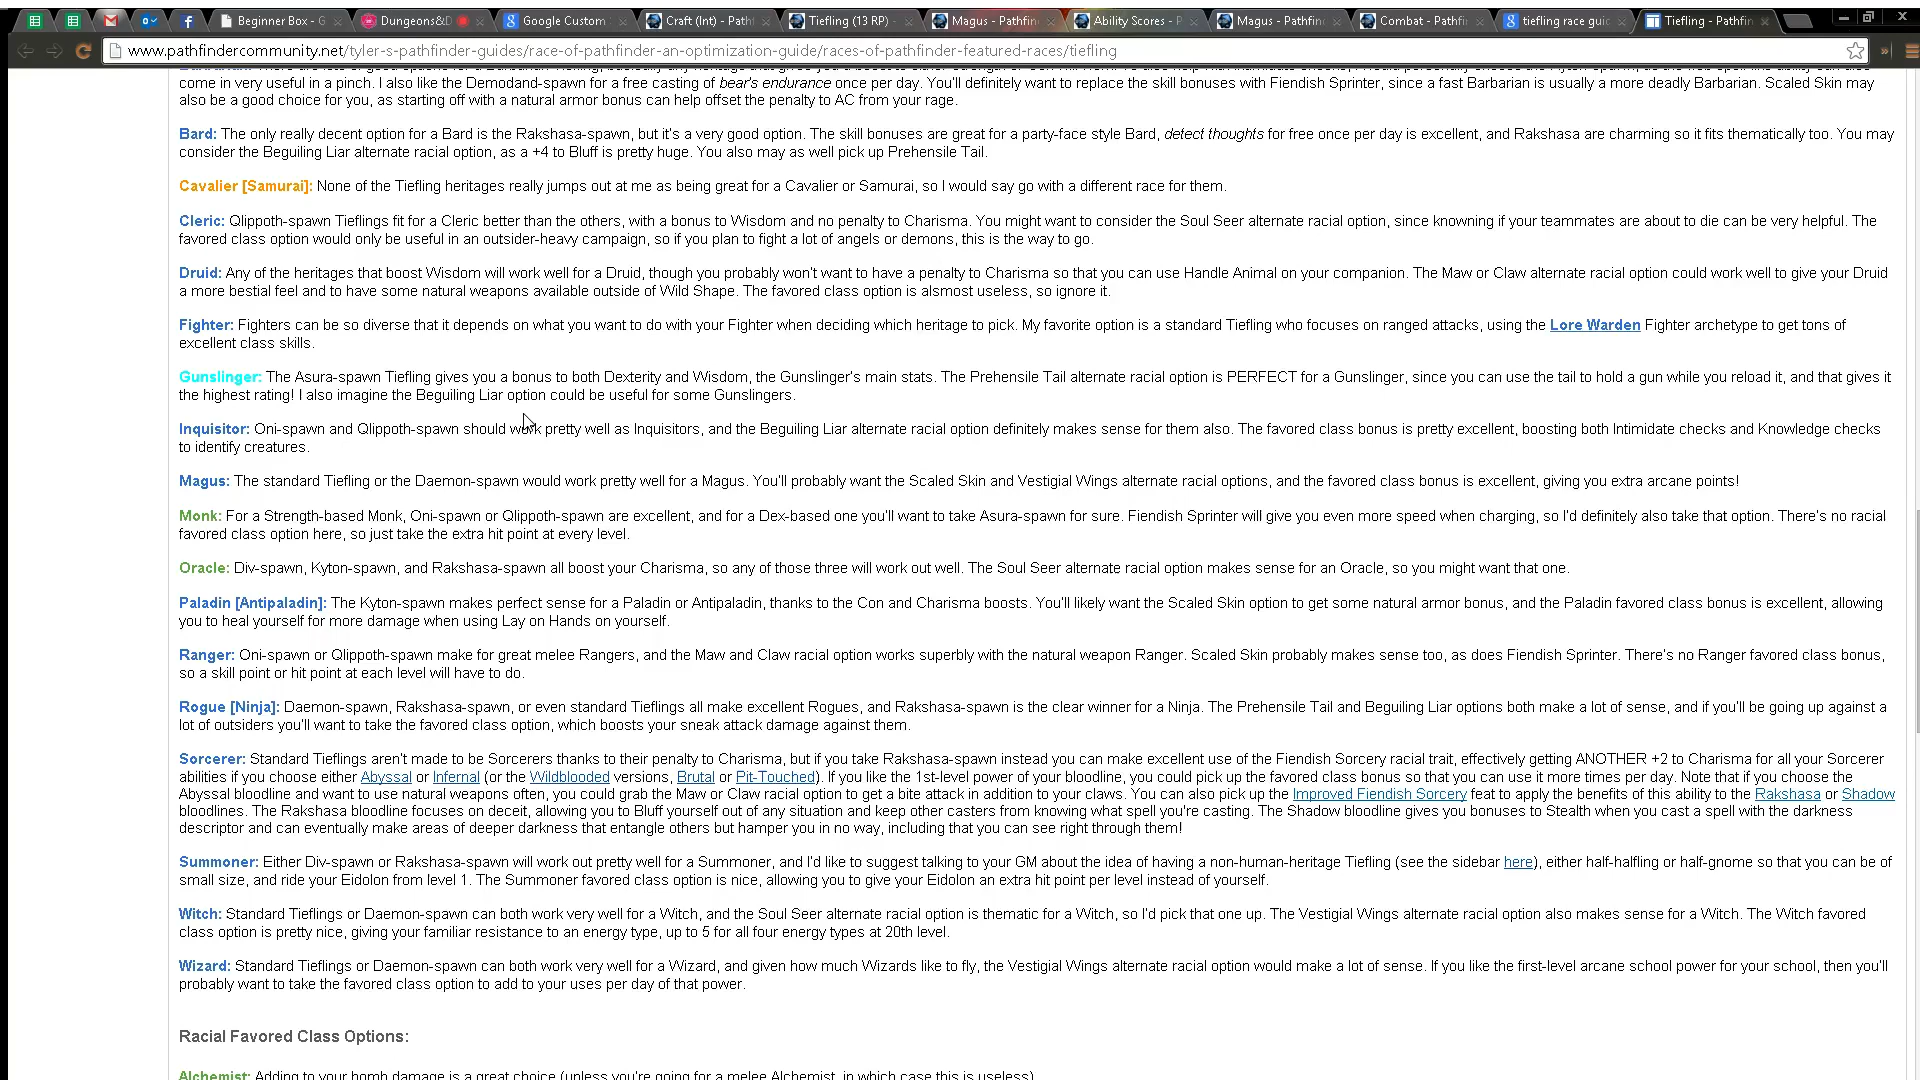 Beginner Box - G
Dungeons&D
Google Custom
Craft (Int) - Path
Tiefling (13 RP) -
Magus - Pathfin
Ability Scores - P
Magus - Pathfin
Combat - Pathfi
tiefling race guid
Tiefling - Pathfin
www.pathfindercommunity.net/tyler-s-pathfinder-guides/race-of-pathfinder-an-optimization-guide/races-of-pathfinder-featured-races/tiefling
come in very useful in a pinch. I also like the Demodand-spawn for a free casting of bear's endurance once per day. You'll definitely want to replace the skill bonuses with Fiendish Sprinter, since a fast Barbarian is usually a more deadly Barbarian. Scaled Skin may
also be a good choice for you, as starting off with a natural armor bonus can help offset the penalty to AC from your rage.
Bard: The only really decent option for a Bard is the Rakshasa-spawn, but it's a very good option. The skill bonuses are great for a party-face style Bard, detect thoughts for free once per day is excellent, and Rakshasa are charming so it fits thematically too. You may
consider the Beguiling Liar alternate racial option, as a +4 to Bluff is pretty huge. You also may as well pick up Prehensile Tail.
Cavalier [Samurai]: None of the Tiefling heritages really jumps out at me as being great for a Cavalier or Samurai, so I would say go with a different race for them.
Cleric: Qlippoth-spawn Tieflings fit for a Cleric better than the others, with a bonus to Wisdom and no penalty to Charisma. You might want to consider the Soul Seer alternate racial option, since knowning if your teammates are about to die can be very helpful. The
favored class option would only be useful in an outsider-heavy campaign, so if you plan to fight a lot of angels or demons, this is the way to go.
Druid: Any of the heritages that boost Wisdom will work well for a Druid, though you probably won't want to have a penalty to Charisma so that you can use Handle Animal on your companion. The Maw or Claw alternate racial option could work well to give your Druid
a more bestial feel and to have some natural weapons available outside of Wild Shape. The favored class option is alsmost useless, so ignore it.
Fighter: Fighters can be so diverse that it depends on what you want to do with your Fighter when deciding which heritage to pick. My favorite option is a standard Tiefling who focuses on ranged attacks, using the Lore Warden Fighter archetype to get tons of
excellent class skills.
Gunslinger: The Asura-spawn Tiefling gives you a bonus to both Dexterity and Wisdom, the Gunslinger's main stats. The Prehensile Tail alternate racial option is PERFECT for a Gunslinger, since you can use the tail to hold a gun while you reload it, and that gives it
the highest rating! I also imagine the Beguiling Liar option could be useful for some Gunslingers.
Inquisitor: Oni-spawn and Qlippoth-spawn should work pretty well as Inquisitors, and the Beguiling Liar alternate racial option definitely makes sense for them also. The favored class bonus is pretty excellent, boosting both Intimidate checks and Knowledge checks
to identify creatures.
Magus: The standard Tiefling or the Daemon-spawn would work pretty well for a Magus. You'll probably want the Scaled Skin and Vestigial Wings alternate racial options, and the favored class bonus is excellent, giving you extra arcane points!
Monk: For a Strength-based Monk, Oni-spawn or Qlippoth-spawn are excellent, and for a Dex-based one you'll want to take Asura-spawn for sure. Fiendish Sprinter will give you even more speed when charging, so I'd definitely also take that option. There's no racial
favored class option here, so just take the extra hit point at every level.
Oracle: Div-spawn, Kyton-spawn, and Rakshasa-spawn all boost your Charisma, so any of those three will work out well. The Soul Seer alternate racial option makes sense for an Oracle, so you might want that one.
Paladin [Antipaladin]: The Kyton-spawn makes perfect sense for a Paladin or Antipaladin, thanks to the Con and Charisma boosts. You'll likely want the Scaled Skin option to get some natural armor bonus, and the Paladin favored class bonus is excellent, allowing
you to heal yourself for more damage when using Lay on Hands on yourself.
Ranger: Oni-spawn or Qlippoth-spawn make for great melee Rangers, and the Maw and Claw racial option works superbly with the natural weapon Ranger. Scaled Skin probably makes sense too, as does Fiendish Sprinter. There's no Ranger favored class bonus,
so a skill point or hit point at each level will have to do.
Rogue [Ninja]: Daemon-spawn, Rakshasa-spawn, or even standard Tieflings all make excellent Rogues, and Rakshasa-spawn is the clear winner for a Ninja. The Prehensile Tail and Beguiling Liar options both make a lot of sense, and if you'll be going up against a
lot of outsiders you'll want to take the favored class option, which boosts your sneak attack damage against them.
Sorcerer: Standard Tieflings aren't made to be Sorcerers thanks to their penalty to Charisma, but if you take Rakshasa-spawn instead you can make excellent use of the Fiendish Sorcery racial trait, effectively getting ANOTHER +2 to Charisma for all your Sorcerer
abilities if you choose either Abyssal or Infernal (or the Wildblooded versions, Brutal or Pit-Touched). If you like the 1st-level power of your bloodline, you could pick up the favored class bonus so that you can use it more times per day. Note that if you choose the
Abyssal bloodline and want to use natural weapons often, you could grab the Maw or Claw racial option to get a bite attack in addition to your claws. You can also pick up the Improved Fiendish Sorcery feat to apply the benefits of this ability to the Rakshasa or Shadow
bloodlines. The Rakshasa bloodline focuses on deceit, allowing you to Bluff yourself out of any situation and keep other casters from knowing what spell you're casting. The Shadow bloodline gives you bonuses to Stealth when you cast a spell with the darkness
descriptor and can eventually make areas of deeper darkness that entangle others but hamper you in no way, including that you can see right through them!
Summoner: Either Div-spawn or Rakshasa-spawn will work out pretty well for a Summoner, and I'd like to suggest talking to your GM about the idea of having a non-human-heritage Tiefling (see the sidebar here), either half-halfling or half-gnome so that you can be of
small size, and ride your Eidolon from level 1. The Summoner favored class option is nice, allowing you to give your Eidolon an extra hit point per level instead of yourself.
Witch: Standard Tieflings or Daemon-spawn can both work very well for a Witch, and the Soul Seer alternate racial option is thematic for a Witch, so I'd pick that one up. The Vestigial Wings alternate racial option also makes sense for a Witch. The Witch favored
class option is pretty nice, giving your familiar resistance to an energy type, up to 5 for all four energy types at 20th level.
Wizard: Standard Tieflings or Daemon-spawn can both work very well for a Wizard, and given how much Wizards like to fly, the Vestigial Wings alternate racial option would make a lot of sense. If you like the first-level arcane school power for your school, then you'll
probably want to take the favored class option to add to your uses per day of that power.
Racial Favored Class Options:
Alchemist: Adding to your bomb damage is a great choice (unless you're going for a melee Alchemist, in which case this is useless)